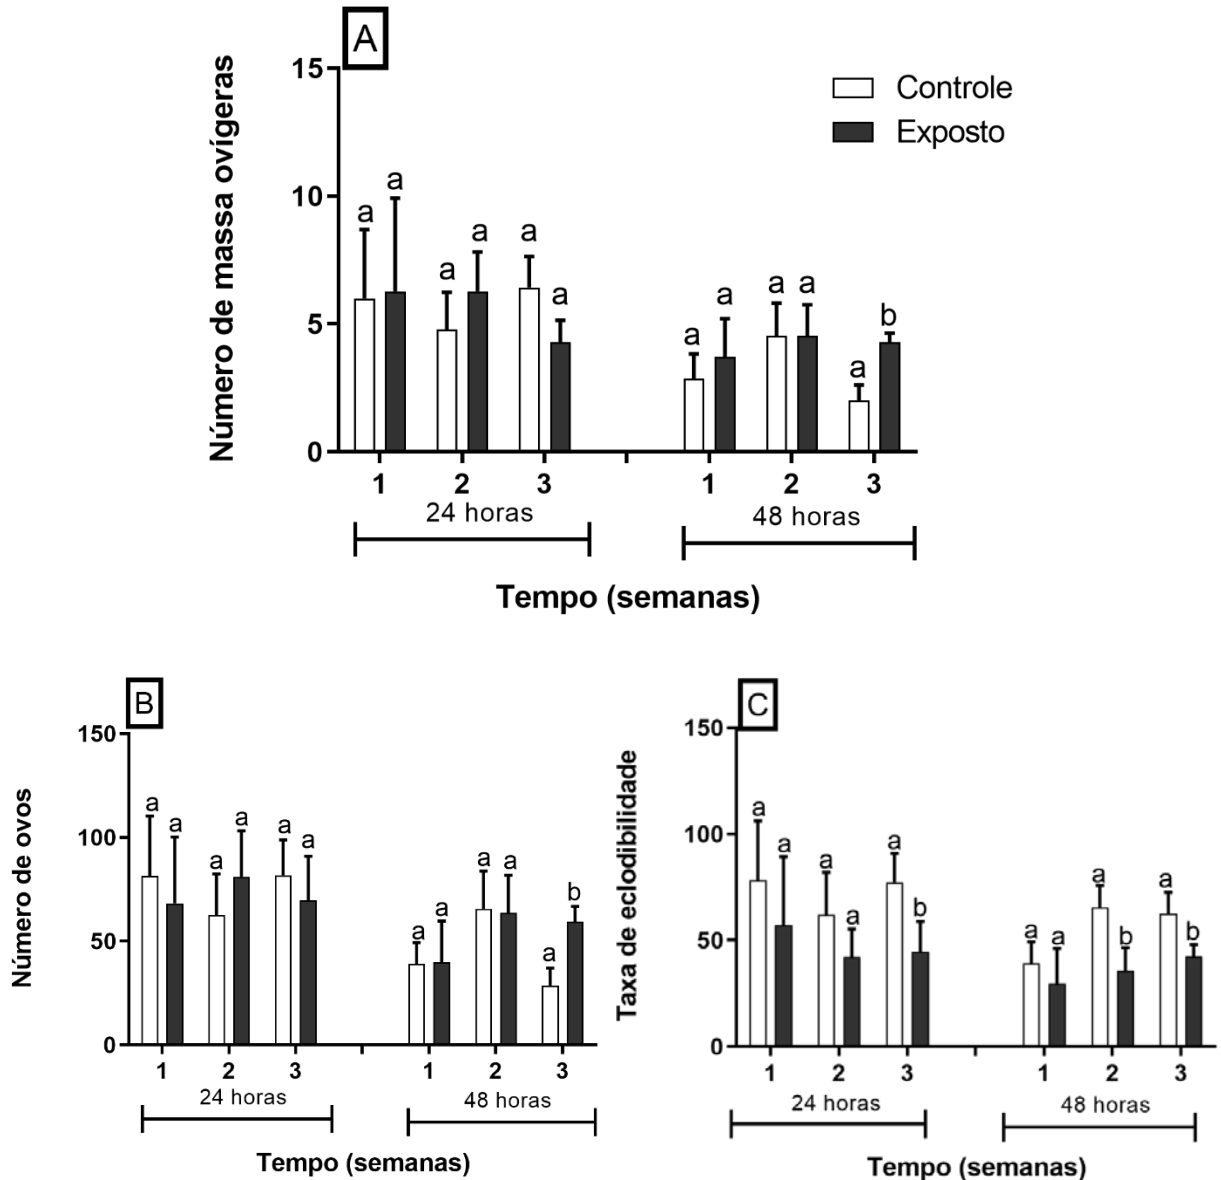 A
Controle
Exposto
Número de massa ovígeras
15
10
5
0
a a a a a a a a a a a b
1 2 3 1 2 3
24 horas 48 horas
Tempo (semanas)
B
Número de ovos
150
100
50
0
a a a a a a a a a a a b
1 2 3 1 2 3
24 horas 48 horas
Tempo (semanas)
C
Taxa de eclodibilidade
150
100
50
0
a a a a a b a a a b a b
1 2 3 1 2 3
24 horas 48 horas
Tempo (semanas)